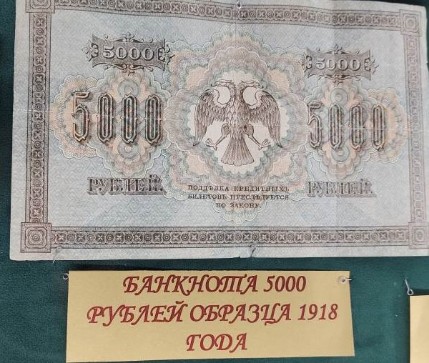 5000 5000
5000 5000
РУБЛЕЙ. РУБЛЕЙ.
ПОДДѢЛКА КРЕДИТНЫХЪ
БИЛЕТОВЪ ПРЕСЛѢДУЕТСЯ
ПО ЗАКОНУ.
БАНКНОТА 5000
РУБЛЕЙ ОБРАЗЦА 1918
ГОДА